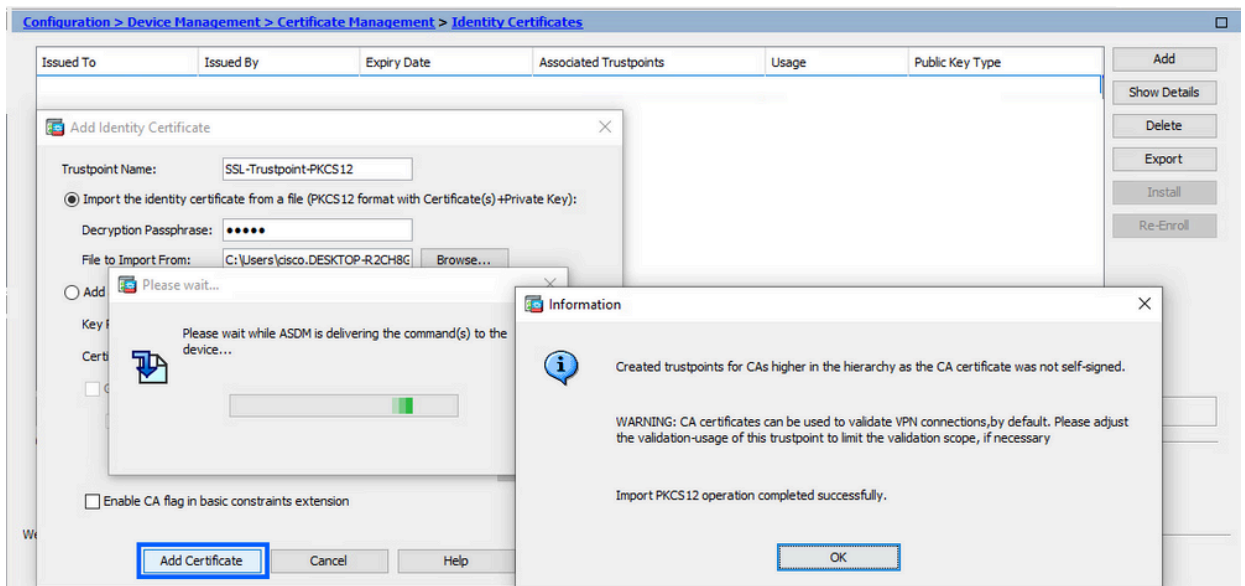 Configuration > Device Management > Certificate Management > Identity Certificates
Issued To Issued By Expiry Date Associated Trustpoints Usage Public Key Type
Add
Show Details
Delete
Export
Install
Re-Enroll
Add Identity Certificate
Trustpoint Name: SSL-Trustpoint-PKCS12
Import the identity certificate from a file (PKCS12 format with Certificate(s)+Private Key):
Decryption Passphrase: •••••
File to Import From: C:\Users\cisco.DESKTOP-R2CH8G Browse...
Add
Key
Certi
Please wait...
Please wait while ASDM is delivering the command(s) to the
device...
Enable CA flag in basic constraints extension
Add Certificate Cancel Help
Information
Created trustpoints for CAs higher in the hierarchy as the CA certificate was not self-signed.
WARNING: CA certificates can be used to validate VPN connections,by default. Please adjust
the validation-usage of this trustpoint to limit the validation scope, if necessary
Import PKCS12 operation completed successfully.
OK